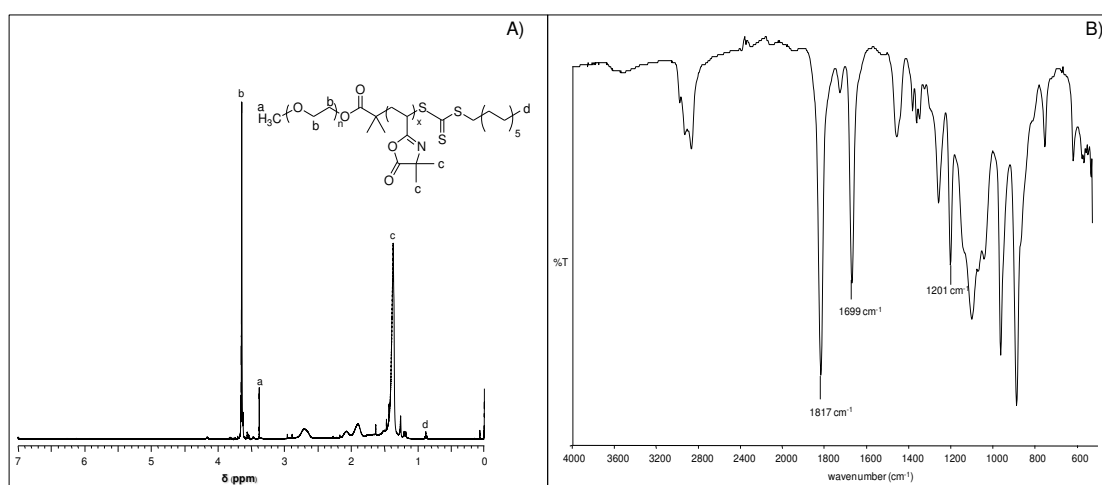 A)
b
a
b
O
O
S
S
d
H₃C
O
n
O
x
b
S
5
O
N
O
c
c
c
a
d
7
6
5
4
3
2
1
0
δ (ppm)
B)
%T
1201 cm⁻¹
1699 cm⁻¹
1817 cm⁻¹
4000
3600
3200
2800
2400
2000
1800
1600
1400
1200
1000
800
600
wavenumber (cm⁻¹)